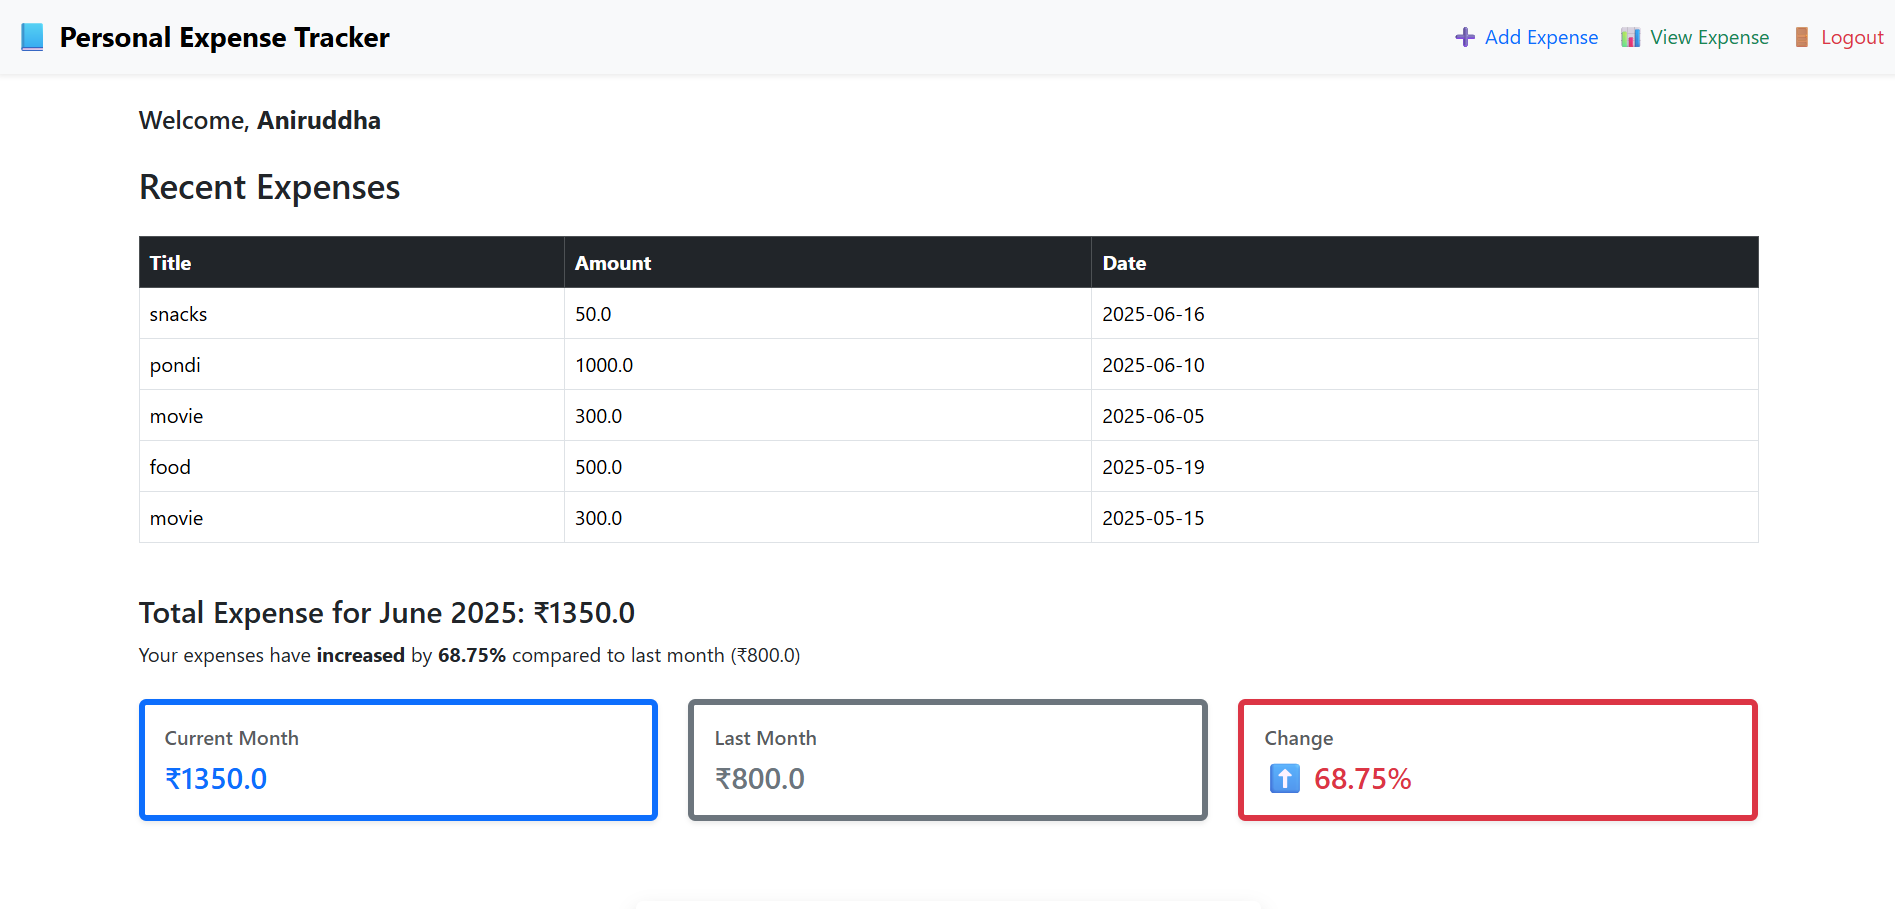 Personal Expense Tracker
Add Expense
View Expense
Logout
Welcome, Aniruddha
Recent Expenses
Title Amount Date
snacks 50.0 2025-06-16
pondi 1000.0 2025-06-10
movie 300.0 2025-06-05
food 500.0 2025-05-19
movie 300.0 2025-05-15
Total Expense for June 2025: ₹1350.0
Your expenses have increased by 68.75% compared to last month (₹800.0)
Current Month
₹1350.0
Last Month
₹800.0
Change
⬆️ 68.75%